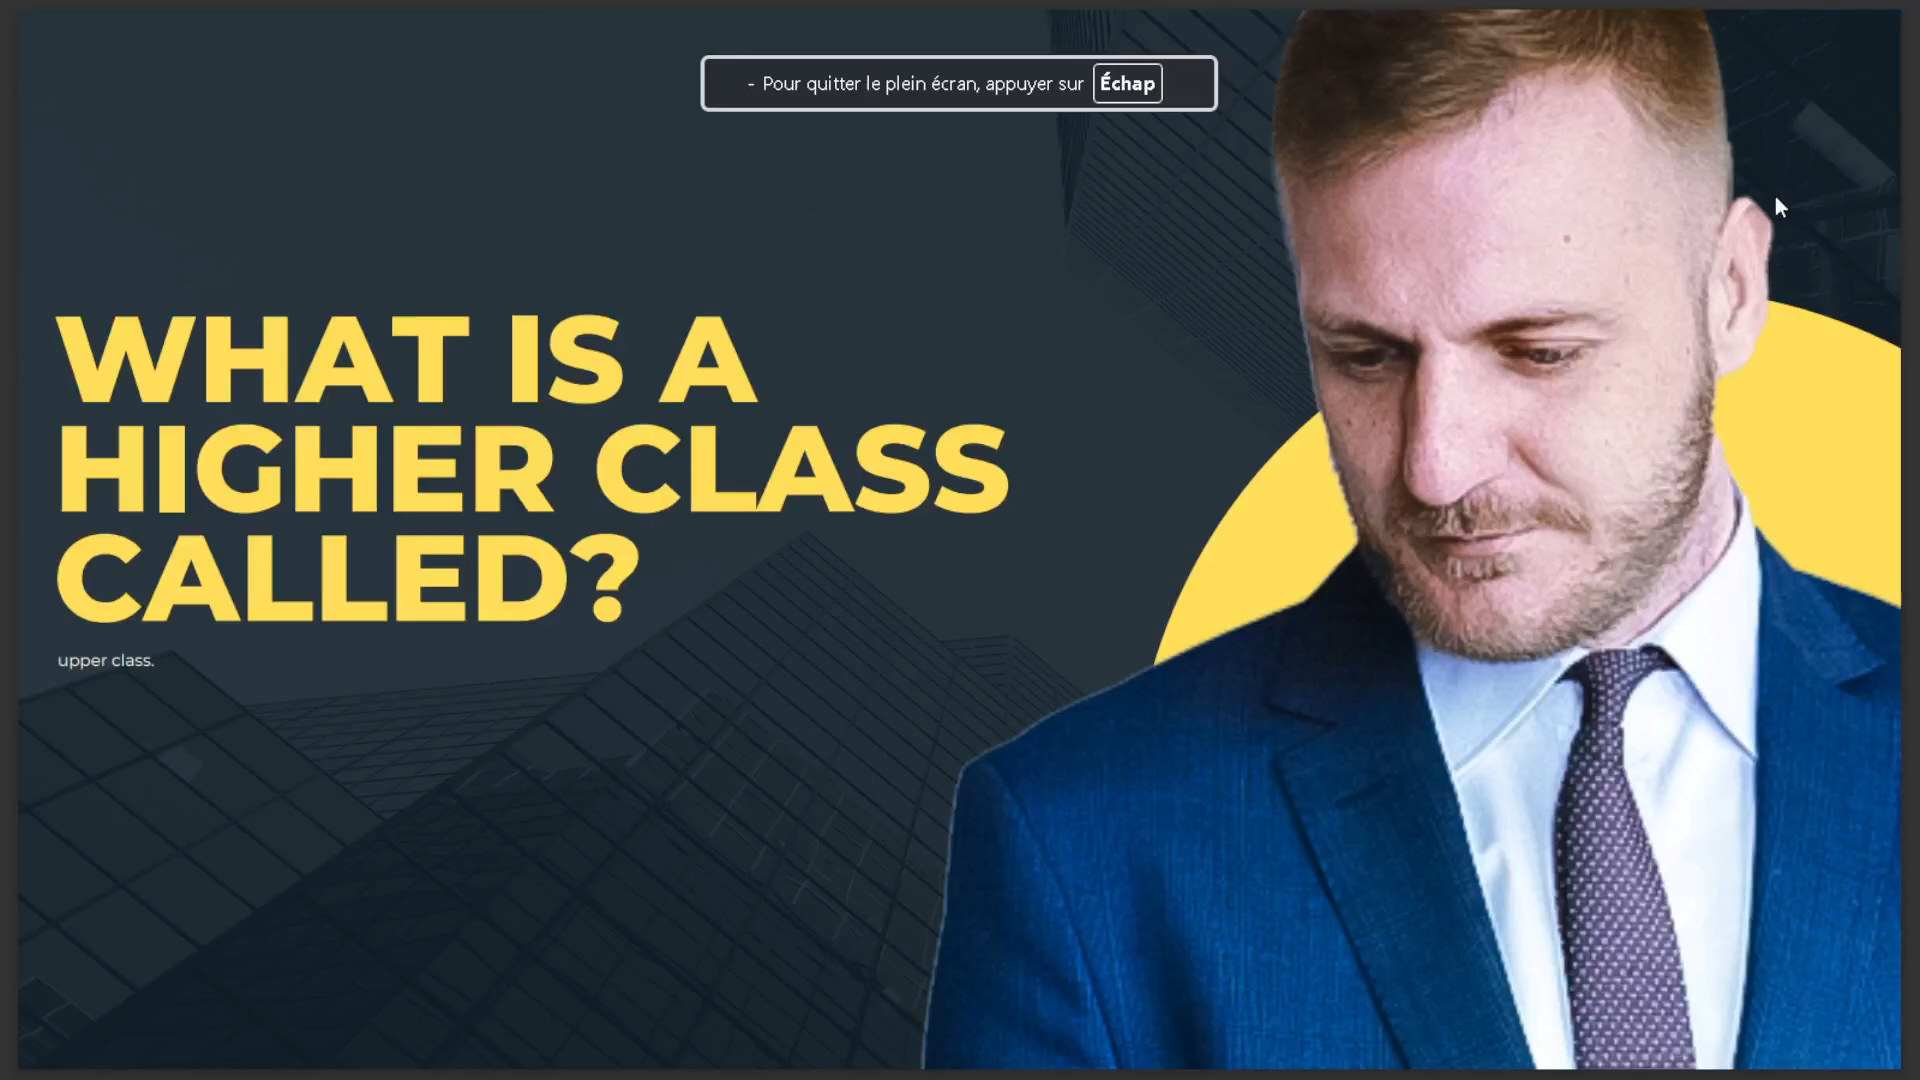 - Pour quitter le plein écran, appuyer sur Échap
WHAT IS A
HIGHER CLASS
CALLED?
upper class.